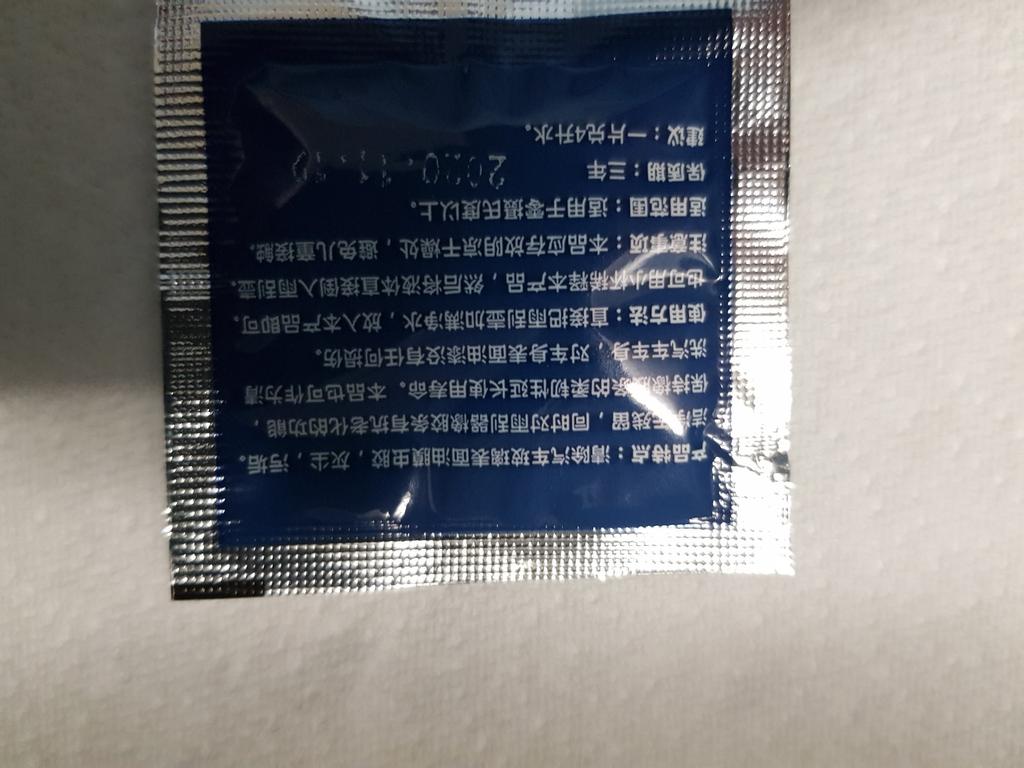 产品特点：清除汽车玻璃表面油膜虫胶，灰尘，污垢。
洁净无残留，同时对雨刮器橡胶条有抗老化的功能，
保持橡胶条的柔韧性延长使用寿命。本品也可作为清
洗汽车车身，对车身表面油漆没有任何损伤。
使用方法：直接把雨刮壶加满净水，放入本产品即可。
也可用小杯稀释本产品，然后将液体直接倒入雨刮壶。
注意事项：本品应存放阴凉干燥处，避免儿童接触。
适用范围：适用于零摄氏度以上。
保质期：三年
建议：一片兑4升水。